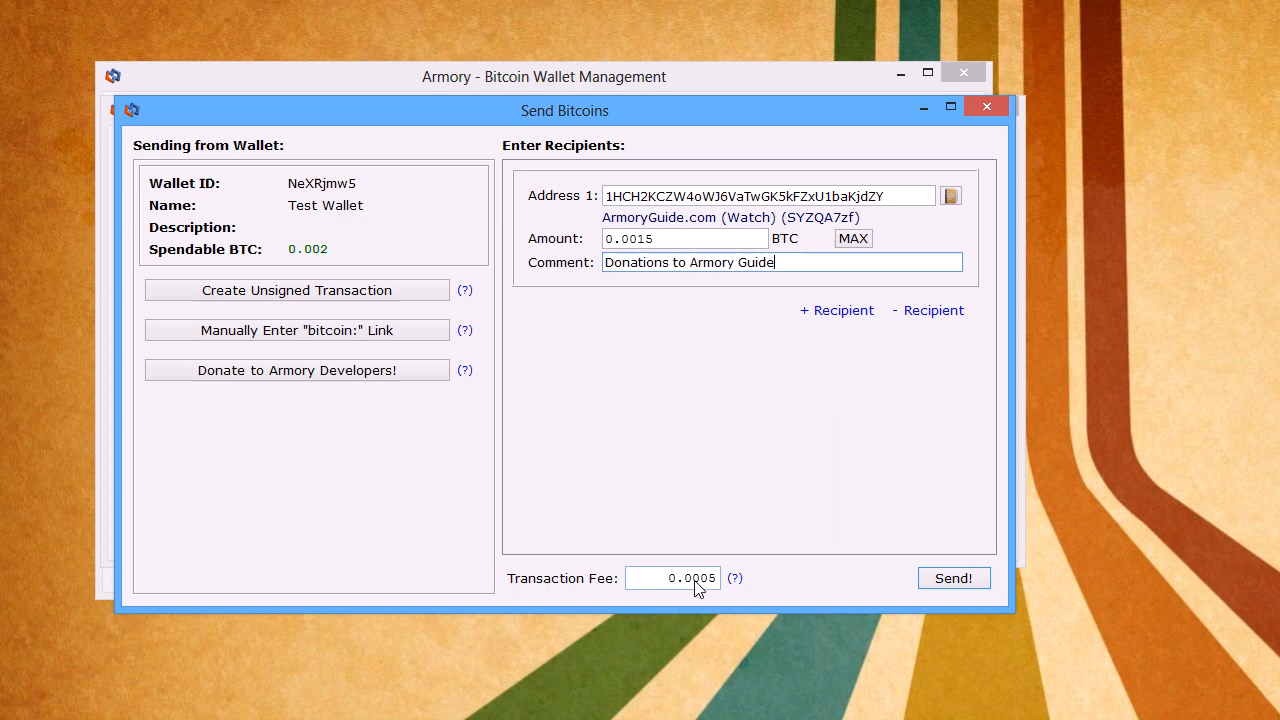 Armory - Bitcoin Wallet Management
Send Bitcoins
Sending from Wallet:
Wallet ID: NeXRjmw5
Name: Test Wallet
Description:
Spendable BTC: 0.002
Create Unsigned Transaction (?)
Manually Enter "bitcoin:" Link (?)
Donate to Armory Developers! (?)
Enter Recipients:
Address 1: 1HCH2KCZW4oWJ6VaTwGK5kFZxU1baKjdZY
ArmoryGuide.com (Watch) (SYZQA7zf)
Amount: 0.0015 BTC MAX
Comment: Donations to Armory Guide
+ Recipient - Recipient
Transaction Fee: 0.0005 (?) Send!